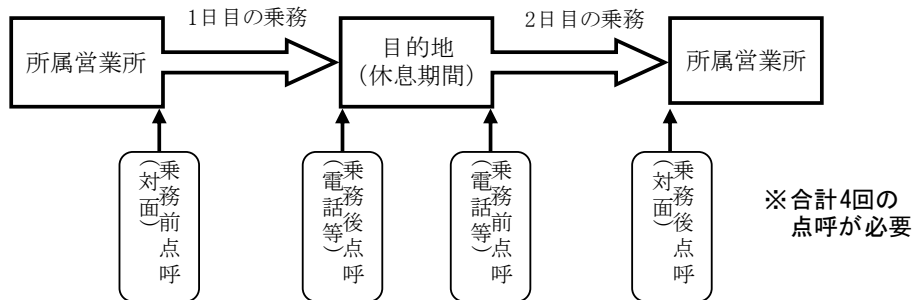 1日目の乗務
2日目の乗務
所属営業所
目的地
(休息期間)
所属営業所
乗務前点呼
(対面)
乗務後点呼
(電話等)
乗務前点呼
(電話等)
乗務後点呼
(対面)
※合計4回の
点呼が必要